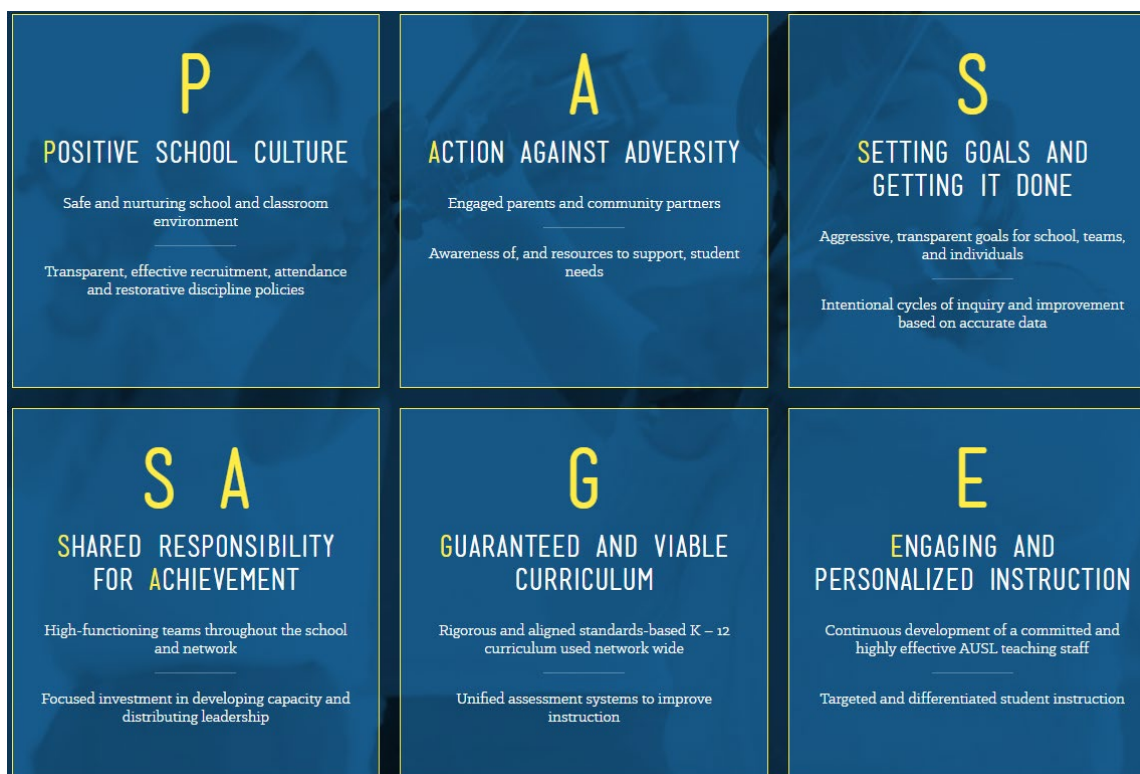 P
POSITIVE SCHOOL CULTURE
Safe and nurturing school and classroom
environment
Transparent, effective recruitment, attendance
and restorative discipline policies
A
ACTION AGAINST ADVERSITY
Engaged parents and community partners
Awareness of, and resources to support, student
needs
S
SETTING GOALS AND
GETTING IT DONE
Aggressive, transparent goals for school, teams,
and individuals
Intentional cycles of inquiry and improvement
based on accurate data
S A
SHARED RESPONSIBILITY
FOR ACHIEVEMENT
High-functioning teams throughout the school
and network
Focused investment in developing capacity and
distributing leadership
G
GUARANTEED AND VIABLE
CURRICULUM
Rigorous and aligned standards-based K – 12
curriculum used network wide
Unified assessment systems to improve
instruction
E
ENGAGING AND
PERSONALIZED INSTRUCTION
Continuous development of a committed and
highly effective AUSL teaching staff
Targeted and differentiated student instruction